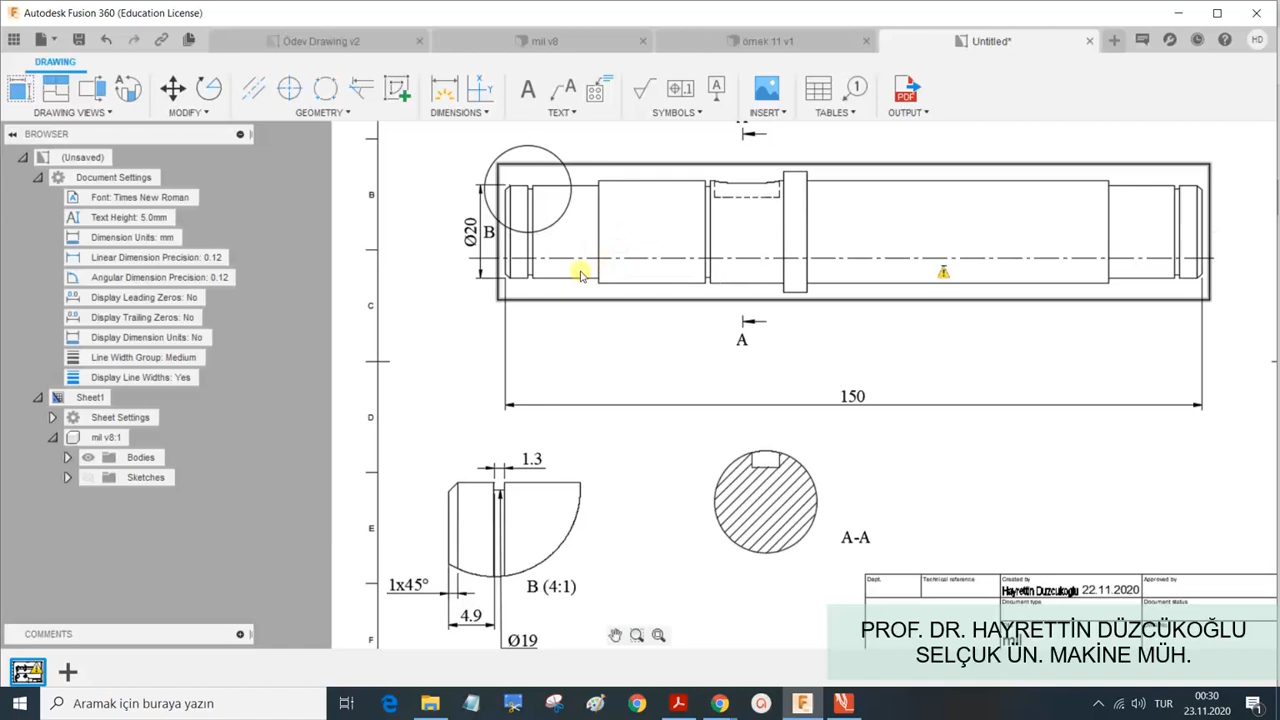 Autodesk Fusion 360 (Education License)
Ödev Drawing v2
mil v8
örnek 11 v1
Untitled*
HD
DRAWING
DRAWING VIEWS
MODIFY
GEOMETRY
DIMENSIONS
TEXT
SYMBOLS
INSERT
TABLES
OUTPUT
BROWSER
(Unsaved)
Document Settings
Font: Times New Roman
Text Height: 5.0mm
Dimension Units: mm
Linear Dimension Precision: 0.12
Angular Dimension Precision: 0.12
Display Leading Zeros: No
Display Trailing Zeros: No
Display Dimension Units: No
Line Width Group: Medium
Display Line Widths: Yes
Sheet1
Sheet Settings
mil v8:1
Bodies
Sketches
COMMENTS
B
C
D
E
F
Ø20
B
A
150
1.3
1x45°
4.9
Ø19
B (4:1)
A-A
Dept.
Technical reference
Created by
Hayrettin Duzcukoglu 22.11.2020
Approved by
Document type
Document status
mil
PROF. DR. HAYRETTİN DÜZCÜKOĞLU
SELÇUK ÜN. MAKİNE MÜH.
Aramak için buraya yazın
TUR
00:30
23.11.2020